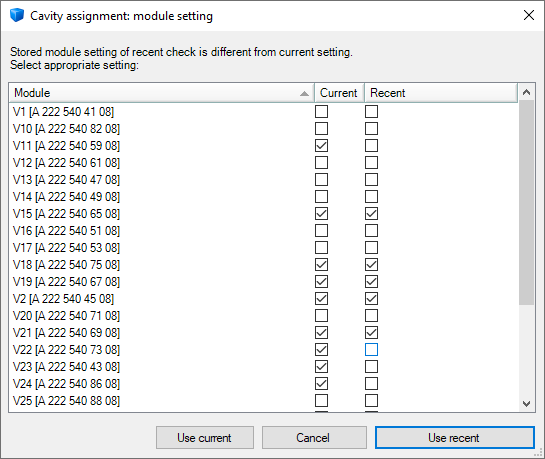 Cavity assignment: module setting
Stored module setting of recent check is different from current setting.
Select appropriate setting:
Module Current Recent
V1 [A 222 540 41 08]
V10 [A 222 540 82 08]
V11 [A 222 540 59 08]
V12 [A 222 540 61 08]
V13 [A 222 540 47 08]
V14 [A 222 540 49 08]
V15 [A 222 540 65 08]
V16 [A 222 540 51 08]
V17 [A 222 540 53 08]
V18 [A 222 540 75 08]
V19 [A 222 540 67 08]
V2 [A 222 540 45 08]
V20 [A 222 540 71 08]
V21 [A 222 540 69 08]
V22 [A 222 540 73 08]
V23 [A 222 540 43 08]
V24 [A 222 540 86 08]
V25 [A 222 540 88 08]
Use current Cancel Use recent